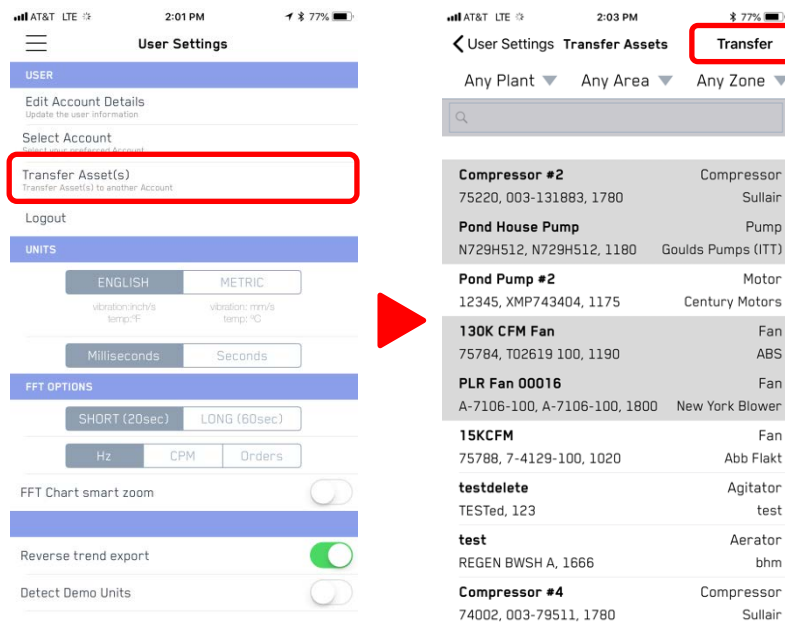 AT&T LTE 2:01 PM 77%
User Settings
USER
Edit Account Details
Update the user information
Select Account
Select your preferred Account
Transfer Asset(s)
Transfer Asset(s) to another Account
Logout
UNITS
ENGLISH METRIC
vibration:inch/s vibration: mm/s
temp:°F temp: °C
Milliseconds Seconds
FFT OPTIONS
SHORT (20sec) LONG (60sec)
Hz CPM Orders
FFT Chart smart zoom
Reverse trend export
Detect Demo Units
AT&T LTE 2:03 PM 77%
User Settings Transfer Assets Transfer
Any Plant Any Area Any Zone
Compressor #2 Compressor
75220, 003-131883, 1780 Sullair
Pond House Pump Pump
N729H512, N729H512, 1180 Goulds Pumps (ITT)
Pond Pump #2 Motor
12345, XMP743404, 1175 Century Motors
130K CFM Fan Fan
75784, T02619 100, 1190 ABS
PLR Fan 00016 Fan
A-7106-100, A-7106-100, 1800 New York Blower
15KCFM Fan
75788, 7-4129-100, 1020 Abb Flakt
testdelete Agitator
TESTed, 123 test
test Aerator
REGEN BWSH A, 1666 bhm
Compressor #4 Compressor
74002, 003-79511, 1780 Sullair